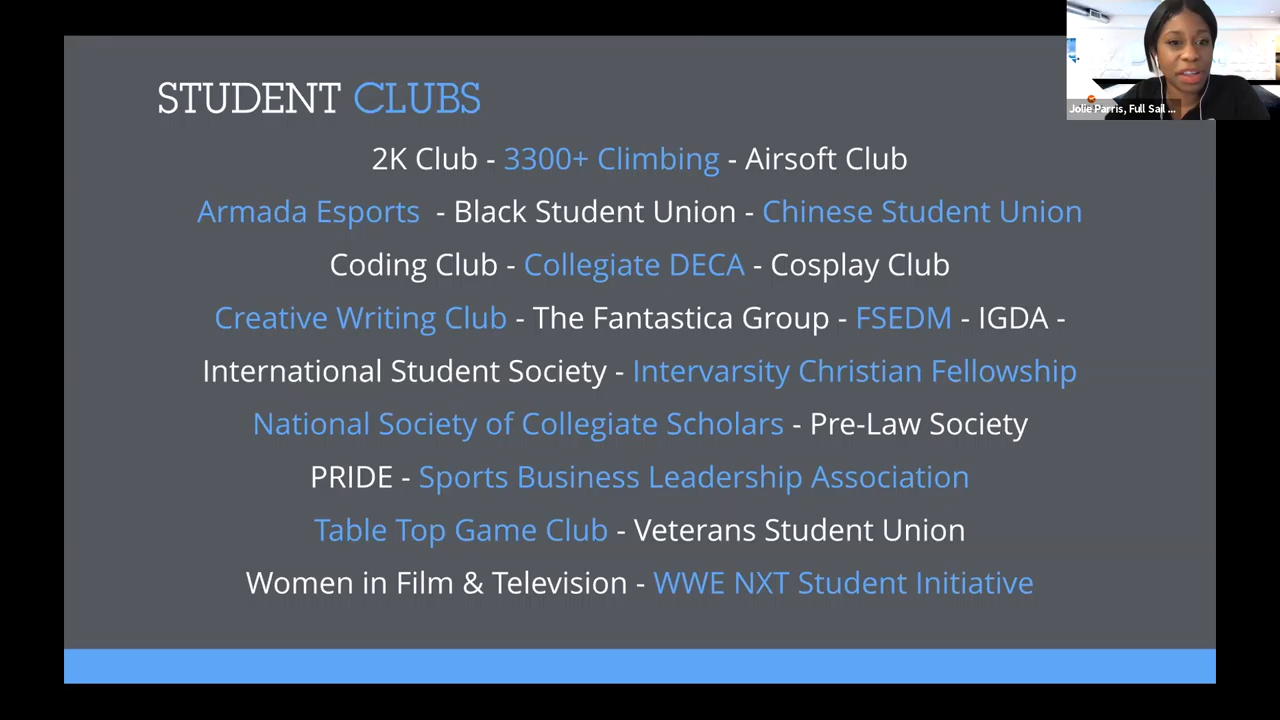 STUDENT CLUBS
Jolie Parris, Full Sail ...
2K Club - 3300+ Climbing - Airsoft Club
Armada Esports - Black Student Union - Chinese Student Union
Coding Club - Collegiate DECA - Cosplay Club
Creative Writing Club - The Fantastica Group - FSEDM - IGDA -
International Student Society - Intervarsity Christian Fellowship
National Society of Collegiate Scholars - Pre-Law Society
PRIDE - Sports Business Leadership Association
Table Top Game Club - Veterans Student Union
Women in Film & Television - WWE NXT Student Initiative